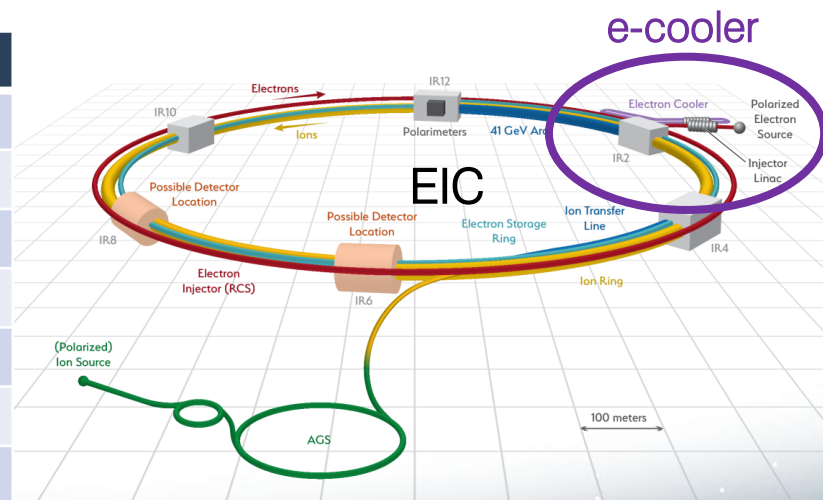 e-cooler
Electrons
IR12
IR10
Ions
Polarimeters
41 GeV Arc
Electron Cooler
Polarized
Electron
Source
IR2
Injector
Linac
EIC
Possible Detector
Location
IR8
Possible Detector
Location
Electron Storage
Ring
Ion Transfer
Line
IR4
Electron
Injector (RCS)
IR6
Ion Ring
(Polarized)
Ion Source
AGS
100 meters